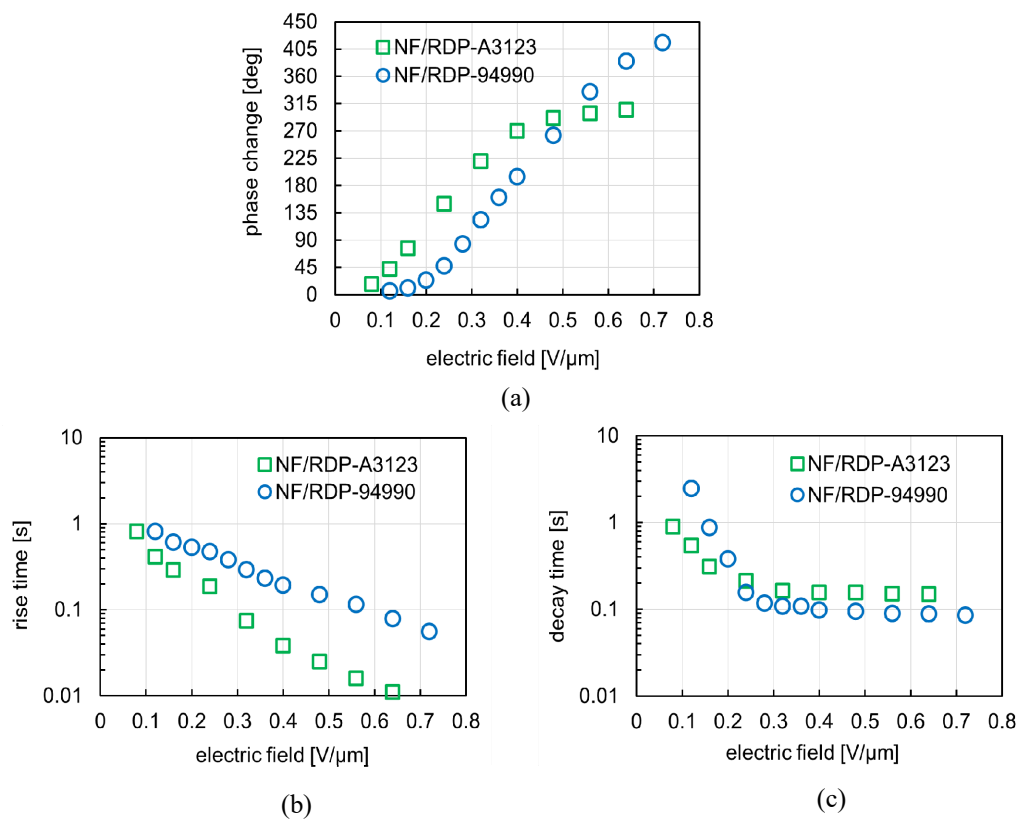 450
405
360
315
270
225
180
135
90
45
0
phase change [deg]
NF/RDP-A3123
NF/RDP-94990
0 0.1 0.2 0.3 0.4 0.5 0.6 0.7 0.8
electric field [V/µm]
(a)
10
1
0.1
0.01
rise time [s]
NF/RDP-A3123
NF/RDP-94990
0 0.1 0.2 0.3 0.4 0.5 0.6 0.7 0.8
electric field [V/µm]
(b)
10
1
0.1
0.01
decay time [s]
NF/RDP-A3123
NF/RDP-94990
0 0.1 0.2 0.3 0.4 0.5 0.6 0.7 0.8
electric field [V/µm]
(c)